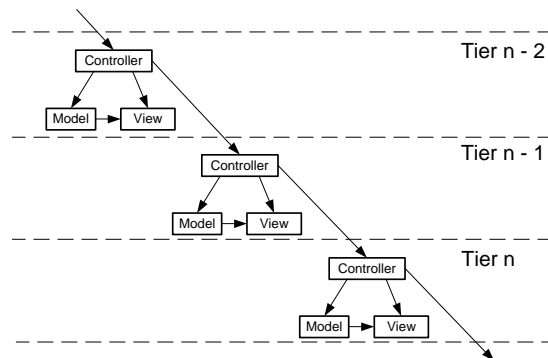 Tier n - 2
Controller
Model
View
Tier n - 1
Controller
Model
View
Tier n
Controller
Model
View